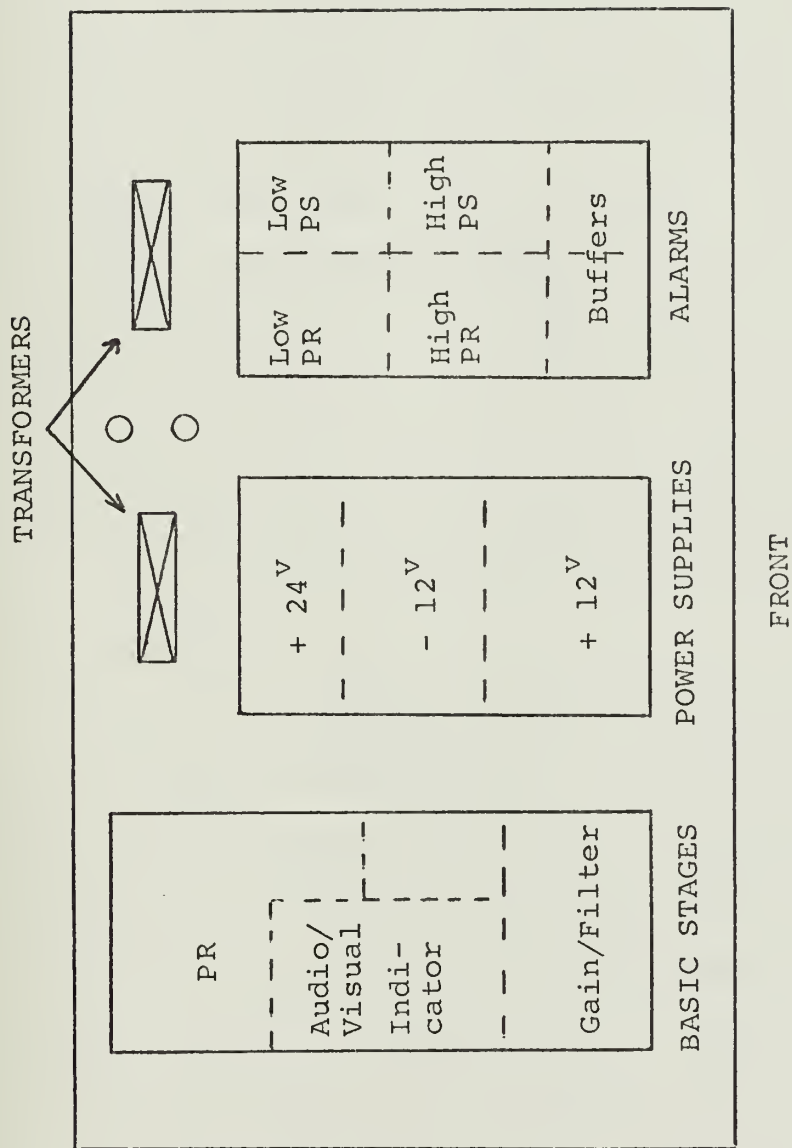 TRANSFORMERS
PR
Audio/
Visual
Indi-
cator
Gain/Filter
BASIC STAGES
+ 24V
- 12V
+ 12V
POWER SUPPLIES
Low
PR
Low
PS
High
PR
High
PS
Buffers
ALARMS
FRONT